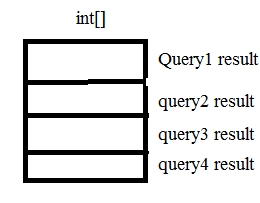 int[]
Query1 result
query2 result
query3 result
query4 result